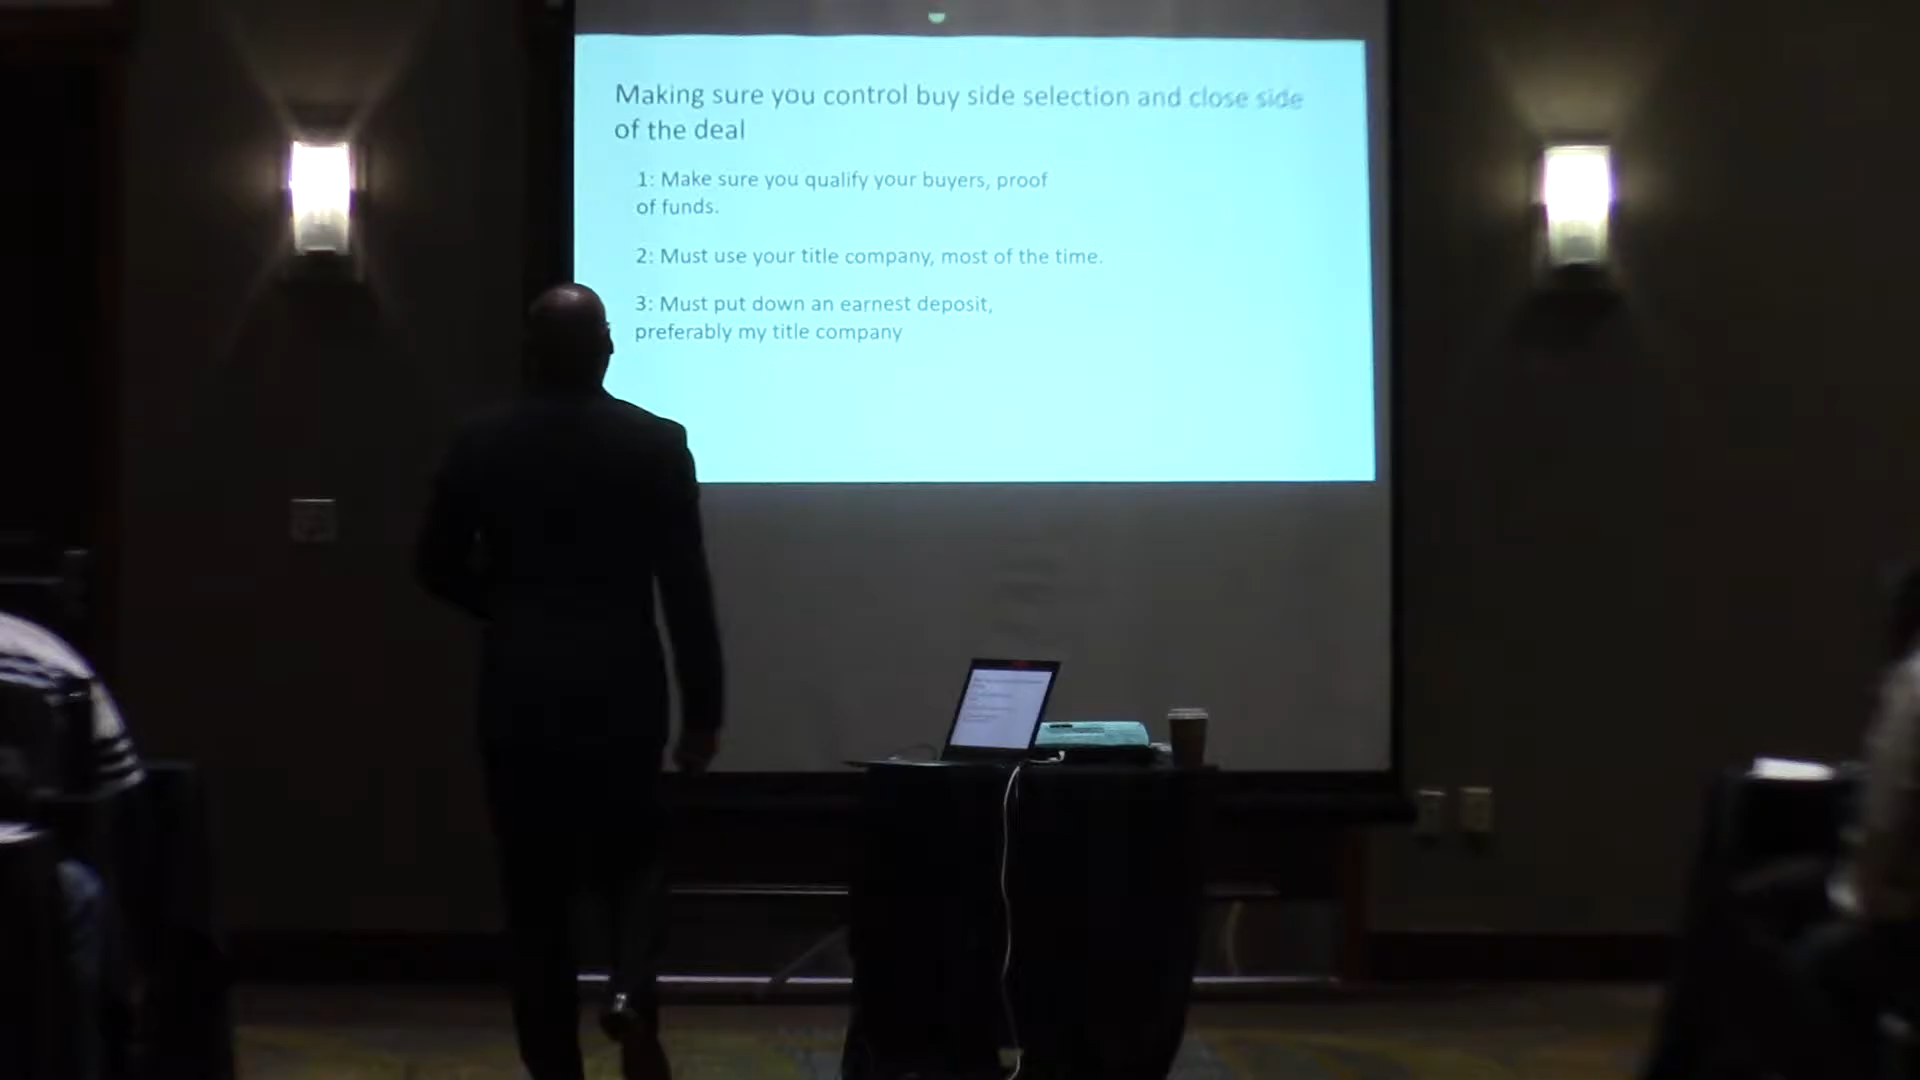 Making sure you control buy side selection and close side
of the deal
1: Make sure you qualify your buyers, proof
of funds.
2: Must use your title company, most of the time.
3: Must put down an earnest deposit,
preferably my title company